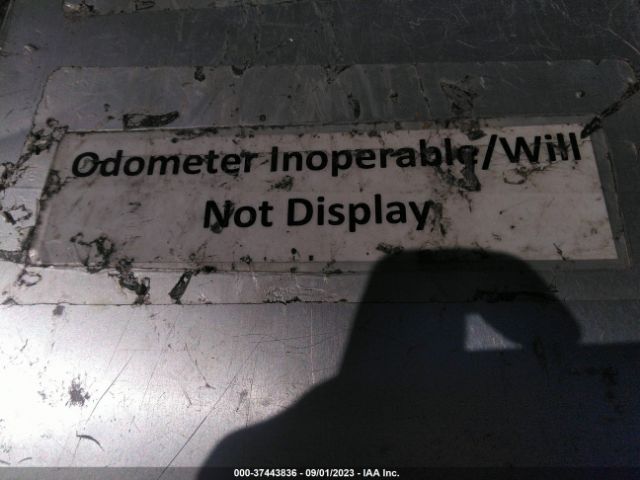 Odometer Inoperable/Will
Not Display
000-37443836 - 09/01/2023 - IAA Inc.